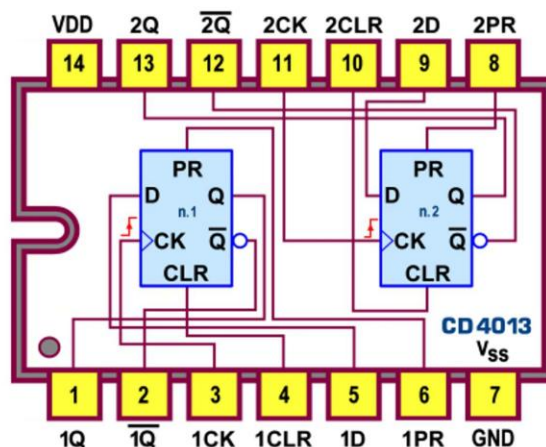 VDD 2Q 2Q̅ 2CK 2CLR 2D 2PR
14 13 12 11 10 9 8
PR PR
D Q D Q
n.1 n.2
CK Q̅ CK Q̅
CLR CLR
CD4013
VSS
1 2 3 4 5 6 7
1Q 1Q̅ 1CK 1CLR 1D 1PR GND